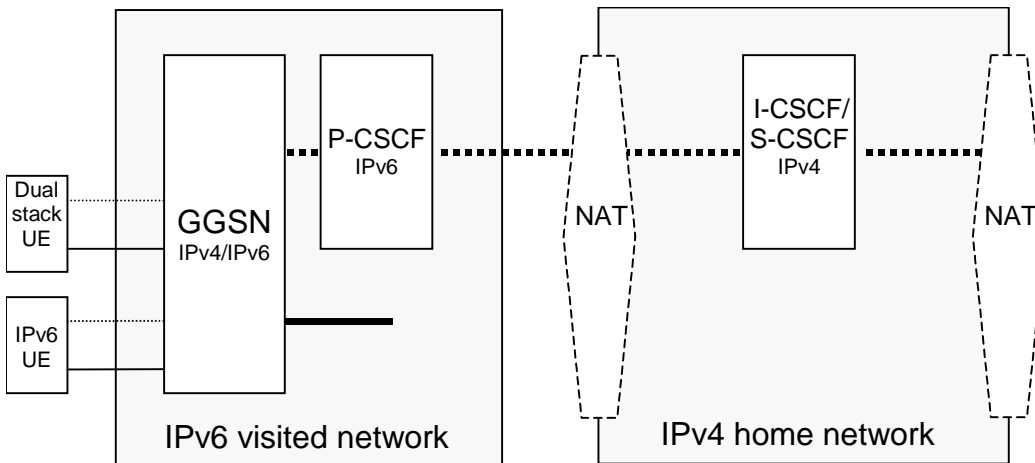 Dual
stack
UE
IPv6
UE
GGSN
IPv4/IPv6
P-CSCF
IPv6
IPv6 visited network
NAT
I-CSCF/
S-CSCF
IPv4
IPv4 home network
NAT